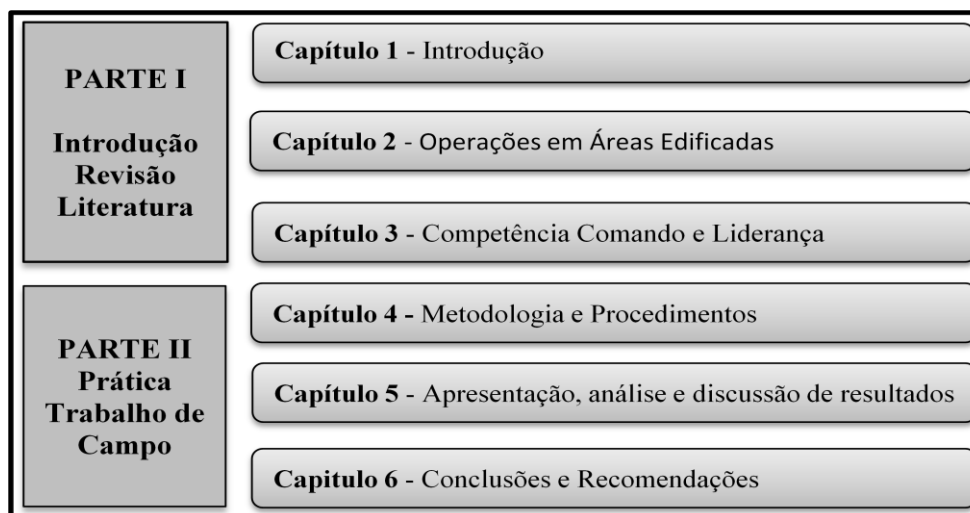 PARTE I
Introdução
Revisão
Literatura
Capítulo 1 - Introdução
Capítulo 2 - Operações em Áreas Edificadas
Capítulo 3 - Competência Comando e Liderança
PARTE II
Prática
Trabalho de
Campo
Capítulo 4 - Metodologia e Procedimentos
Capítulo 5 - Apresentação, análise e discussão de resultados
Capitulo 6 - Conclusões e Recomendações